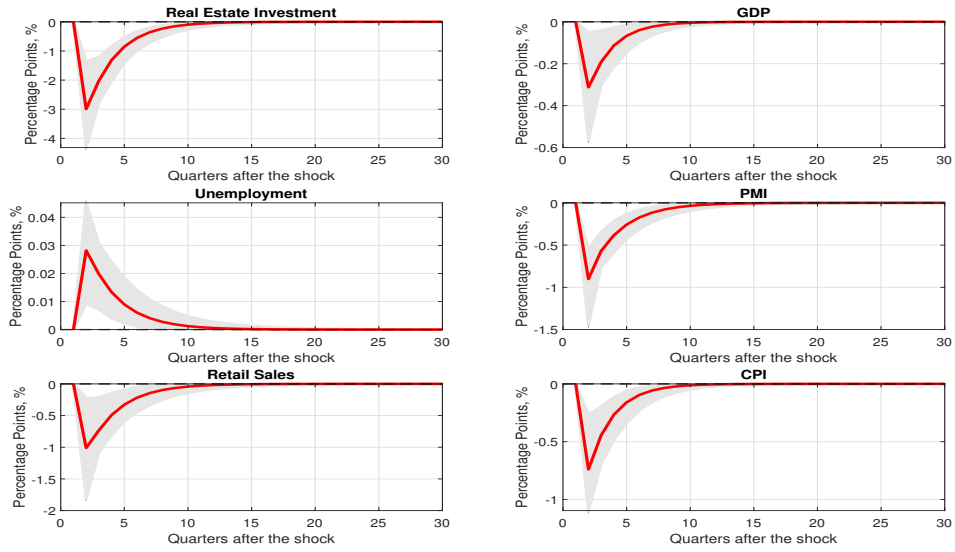 Real Estate Investment
Percentage Points, %
0
-1
-2
-3
-4
0 5 10 15 20 25 30
Quarters after the shock
GDP
Percentage Points, %
0
-0.2
-0.4
-0.6
0 5 10 15 20 25 30
Quarters after the shock
Unemployment
Percentage Points, %
0.04
0.03
0.02
0.01
0
0 5 10 15 20 25 30
Quarters after the shock
PMI
Percentage Points, %
0
-0.5
-1
-1.5
0 5 10 15 20 25 30
Quarters after the shock
Retail Sales
Percentage Points, %
0
-0.5
-1
-1.5
-2
0 5 10 15 20 25 30
Quarters after the shock
CPI
Percentage Points, %
0
-0.5
-1
0 5 10 15 20 25 30
Quarters after the shock